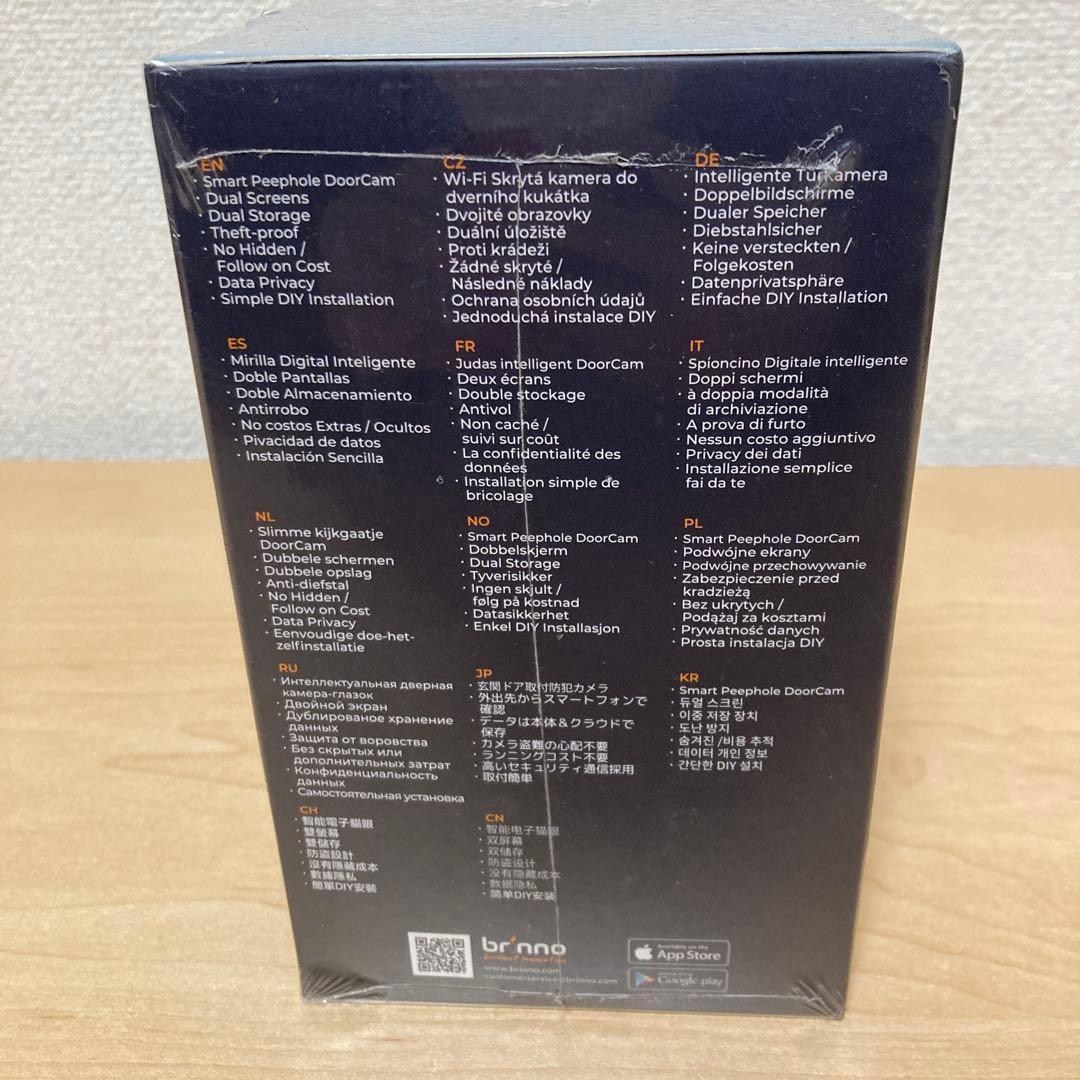 EN
· Smart Peephole DoorCam
· Dual Screens
· Dual Storage
· Theft-proof
· No Hidden /
Follow on Cost
· Data Privacy
· Simple DIY Installation
CZ
· Wi-Fi Skrytá kamera do
dverního kukátka
· Dvojité obrazovky
· Duální úložiště
· Proti krádeži
· Žádné skryté /
Následné náklady
· Ochrana osobních údajů
· Jednoduchá instalace DIY
DE
· Intelligente Türkamera
· Doppelbildschirme
· Dualer Speicher
· Diebstahlsicher
· Keine versteckten /
Folgekosten
· Datenprivatsphäre
· Einfache DIY Installation
ES
· Mirilla Digital Inteligente
· Doble Pantallas
· Doble Almacenamiento
· Antirrobo
· No costos Extras / Ocultos
· Pivacidad de datos
· Instalación Sencilla
FR
· Judas intelligent DoorCam
· Deux écrans
· Double stockage
· Antivol
· Non caché /
suivi sur coût
· La confidentialité des
données
· Installation simple de
bricolage
IT
· Spioncino Digitale intelligente
· Doppi schermi
· à doppia modalità
di archiviazione
· A prova di furto
· Nessun costo aggiuntivo
· Privacy dei dati
· Installazione semplice
fai da te
NL
· Slimme kijkgaatje
DoorCam
· Dubbele schermen
· Dubbele opslag
· Anti-diefstal
· No Hidden /
Follow on Cost
· Data Privacy
· Eenvoudige doe-het-
zelfinstallatie
NO
· Smart Peephole DoorCam
· Dobbelskjerm
· Dual Storage
· Tyverisikker
· Ingen skjult /
følg på kostnad
· Datasikkerhet
· Enkel DIY Installasjon
PL
· Smart Peephole DoorCam
· Podwójne ekrany
· Podwójne przechowywanie
· Zabezpieczenie przed
kradzieżą
· Bez ukrytych /
Podążaj za kosztami
· Prywatność danych
· Prosta instalacja DIY
RU
· Интеллектуальная дверная
камера-глазок
· Двойной экран
· Дублированое хранение
данных
· Защита от воровства
· Без скрытых или
дополнительных затрат
· Конфиденциальность
данных
· Самостоятельная установка
JP
· 玄関ドア取付防犯カメラ
· 外出先からスマートフォンで
確認
· データは本体&クラウドで
保存
· カメラ盗難の心配不要
· ランニングコスト不要
· 高いセキュリティ通信採用
· 取付簡単
KR
· Smart Peephole DoorCam
· 듀얼 스크린
· 이중 저장 장치
· 도난 방지
· 숨겨진 /비용 추적
· 데이터 개인 정보
· 간단한 DIY 설치
CH
· 智能電子貓眼
· 雙螢幕
· 雙儲存
· 防盜設計
· 沒有隱藏成本
· 數據隱私
· 簡單DIY安裝
CN
· 智能电子猫眼
· 双屏幕
· 双储存
· 防盗设计
· 没有隐藏成本
· 数据隐私
· 简单DIY安装
brinno
brilliant innovation
www.brinno.com
customerservice@brinno.com
Available on the
App Store
Google play